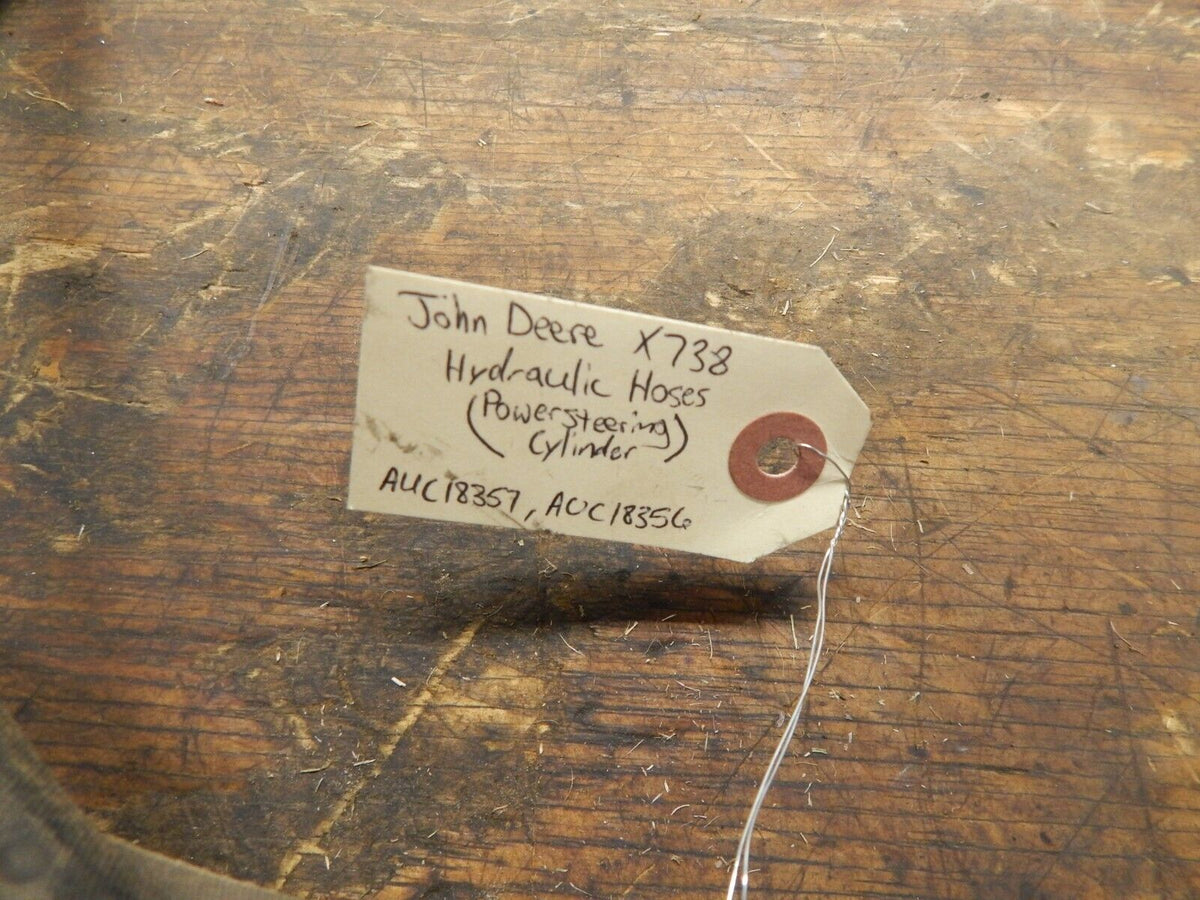 John Deere X738
Hydraulic Hoses
(Powersteering)
Cylinder
AUC18357, AUC18356